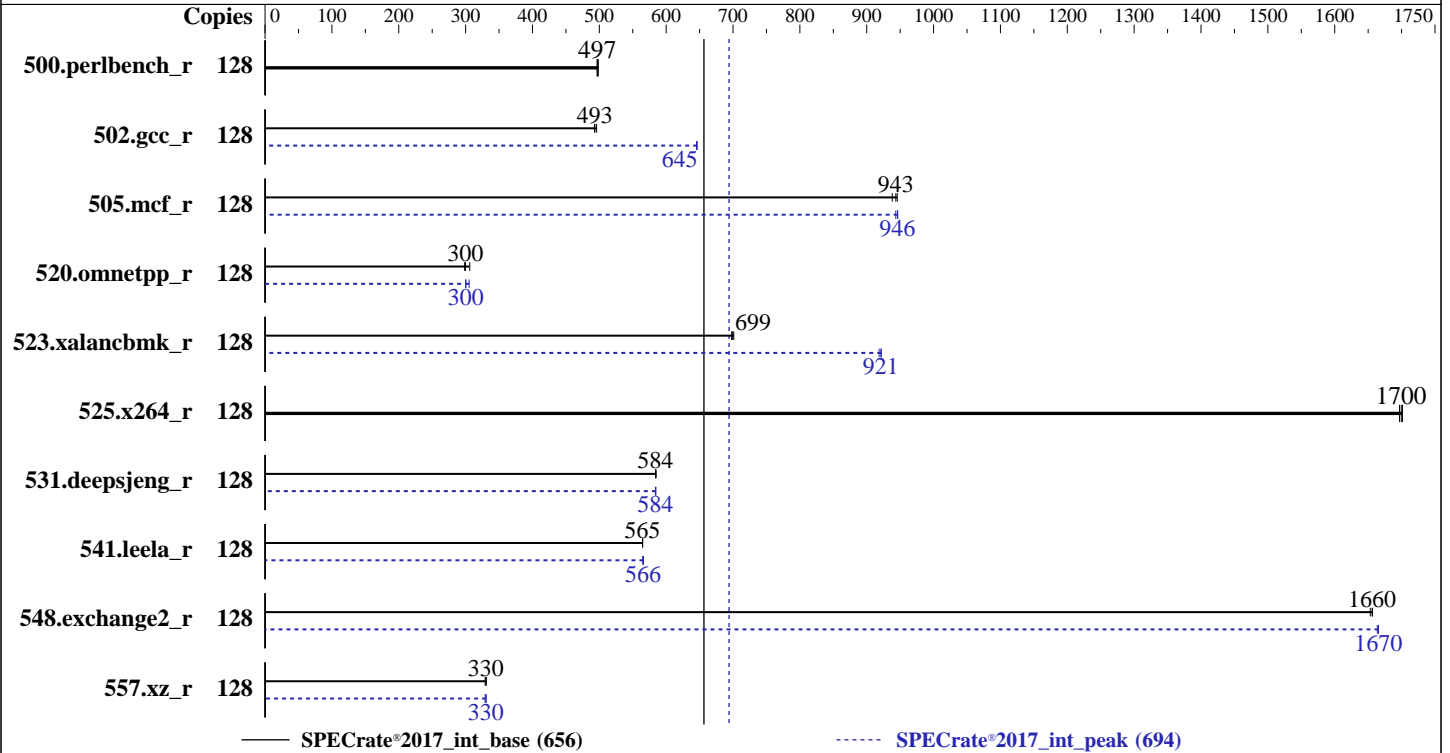 Copies 0 100 200 300 400 500 600 700 800 900 1000 1100 1200 1300 1400 1500 1600 1750
500.perlbench_r 128 497
502.gcc_r 128 493
645
505.mcf_r 128 943
946
520.omnetpp_r 128 300
300
523.xalancbmk_r 128 699
921
525.x264_r 128 1700
531.deepsjeng_r 128 584
584
541.leela_r 128 565
566
548.exchange2_r 128 1660
1670
557.xz_r 128 330
330
SPECrate®2017_int_base (656) SPECrate®2017_int_peak (694)